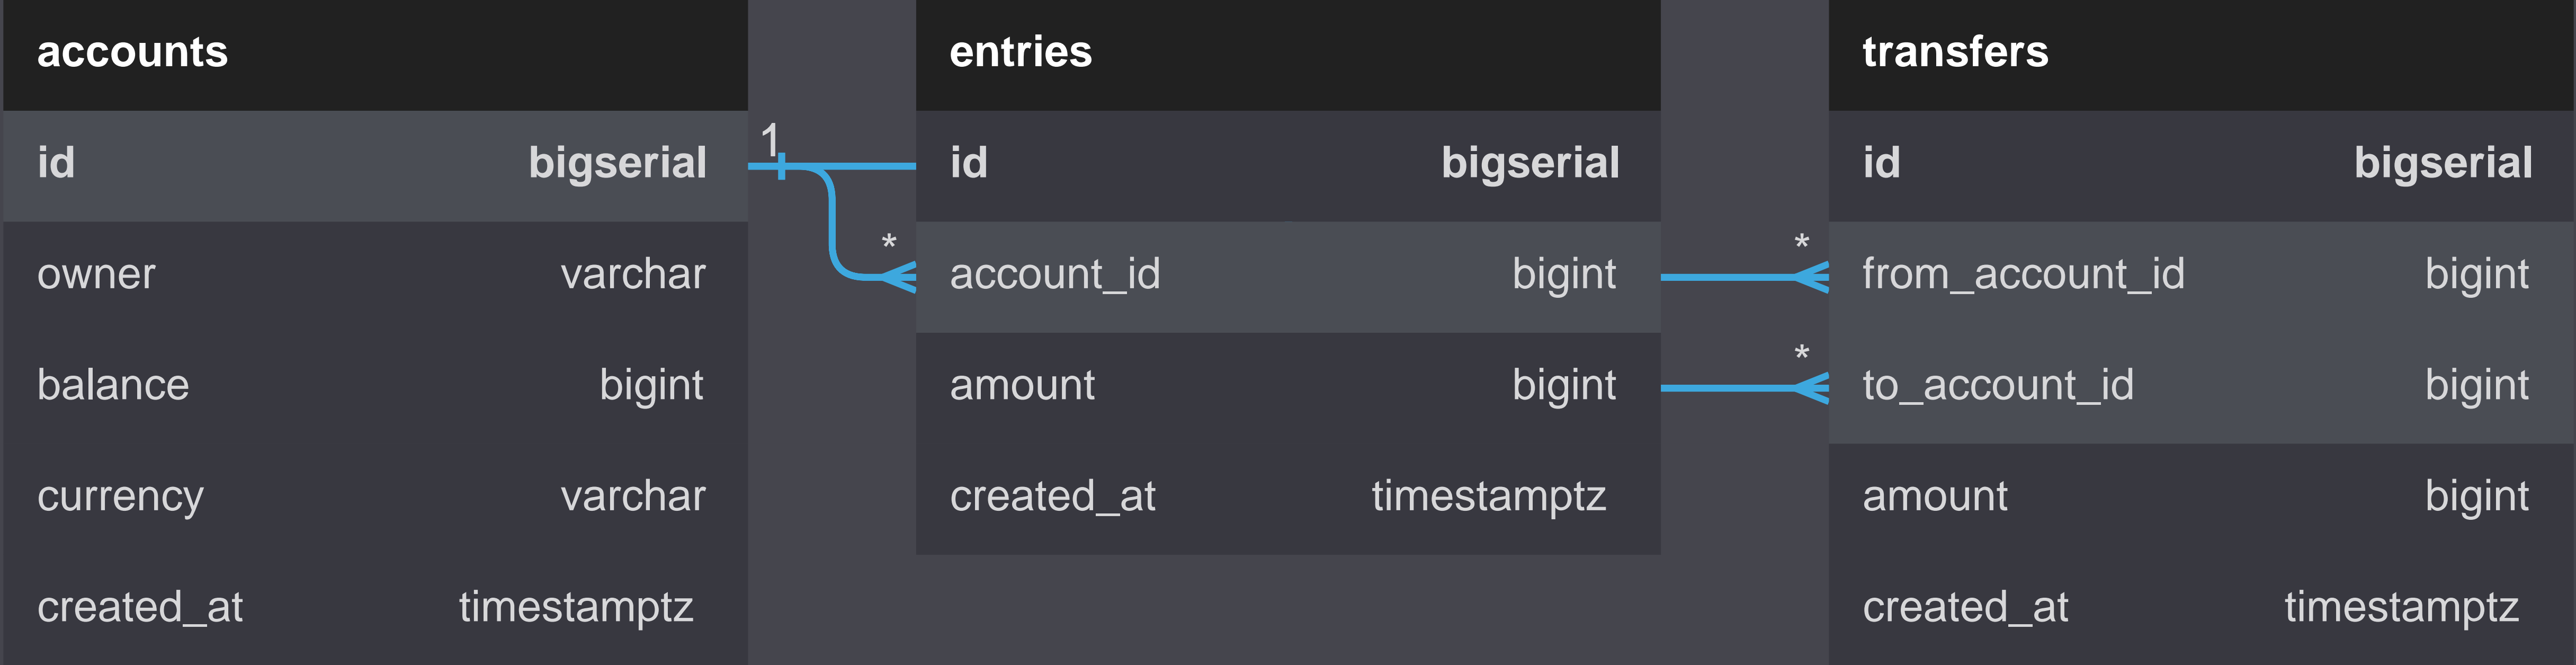 accounts
id bigserial
owner varchar
balance bigint
currency varchar
created_at timestamptz
1
*
entries
id bigserial
account_id bigint
amount bigint
created_at timestamptz
*
*
transfers
id bigserial
from_account_id bigint
to_account_id bigint
amount bigint
created_at timestamptz